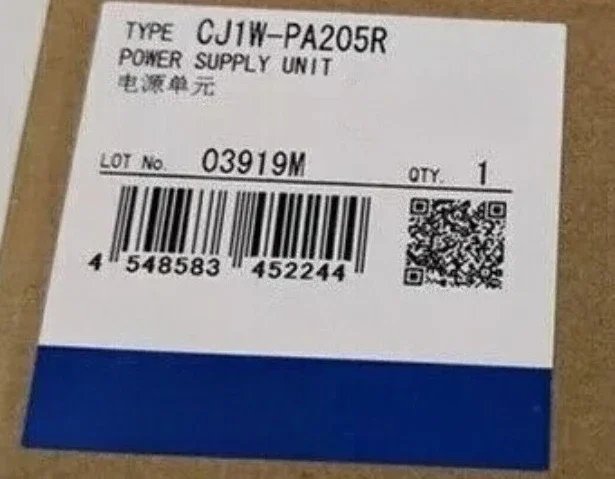 TYPE CJ1W-PA205R
POWER SUPPLY UNIT
电源单元
LOT No. 03919M QTY. 1
4 548583 452244